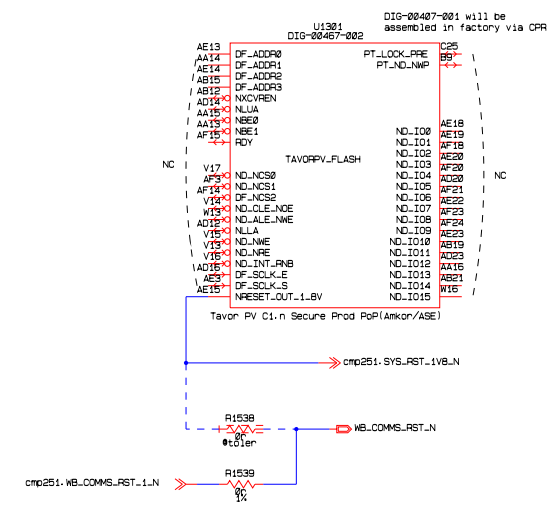 DIG-00407-001 will be
assembled in factory via CPR
U1301
DIG-00467-002
AE13 DF_ADDR0 PT_LOCK_PRE C25
AA14 DF_ADDR1 PT_ND_NWP B9
AE14 DF_ADDR2
AB15 DF_ADDR3
AB12 NXCVREN
AD14 NLUA
AA15 NBE0 ND_IO0 AE18
AA13 NBE1 ND_IO1 AE19
AF15 RDY ND_IO2 AF18
TAVORPV_FLASH ND_IO3 AE20
NC NC
V17 ND_NCS0 ND_IO4 AF20
AF3 ND_NCS1 ND_IO5 AD20
AF14 DF_NCS2 ND_IO6 AF21
V14 ND_CLE_NOE ND_IO7 AE22
W13 ND_ALE_NWE ND_IO8 AF23
AD12 NLLA ND_IO9 AF24
V15 ND_NWE ND_IO10 AE23
V13 ND_NRE ND_IO11 AB19
V16 ND_INT_RNB ND_IO12 AD23
AD16 DF_SCLK_E ND_IO13 AA16
AE3 DF_SCLK_S ND_IO14 AB21
AE15 NRESET_OUT_1_8V ND_IO15 W16
Tavor PV C1.n Secure Prod PoP(Amkor/ASE)
cmp251.SYS_RST_1V8_N
R1538
0r
@toler
WB_COMMS_RST_N
R1539
cmp251.WB_COMMS_RST_1_N
0r
1%